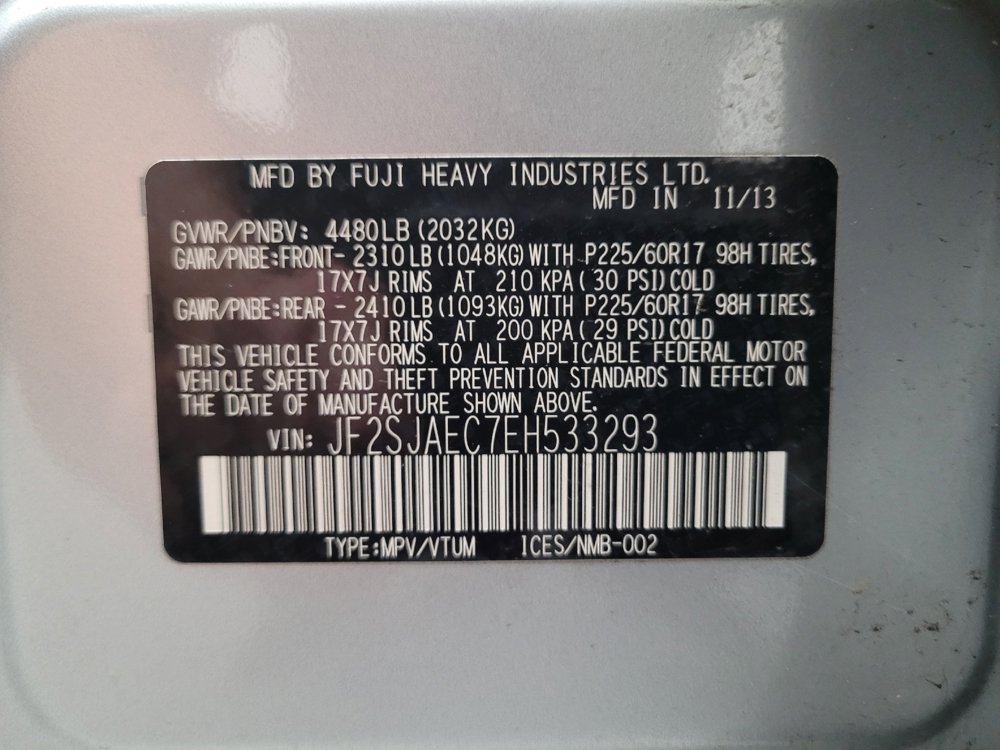 MFD BY FUJI HEAVY INDUSTRIES LTD.
MFD IN 11/13
GVWR/PNBV: 4480LB(2032KG)
GAWR/PNBE:FRONT- 2310LB(1048KG)WITH P225/60R17 98H TIRES,
17X7J RIMS AT 210 KPA( 30 PSI)COLD
GAWR/PNBE:REAR - 2410LB(1093KG)WITH P225/60R17 98H TIRES,
17X7J RIMS AT 200 KPA( 29 PSI)COLD
THIS VEHICLE CONFORMS TO ALL APPLICABLE FEDERAL MOTOR
VEHICLE SAFETY AND THEFT PREVENTION STANDARDS IN EFFECT ON
THE DATE OF MANUFACTURE SHOWN ABOVE.
VIN: JF2SJAEC7EH533293
TYPE:MPV/VTUM ICES/NMB-002